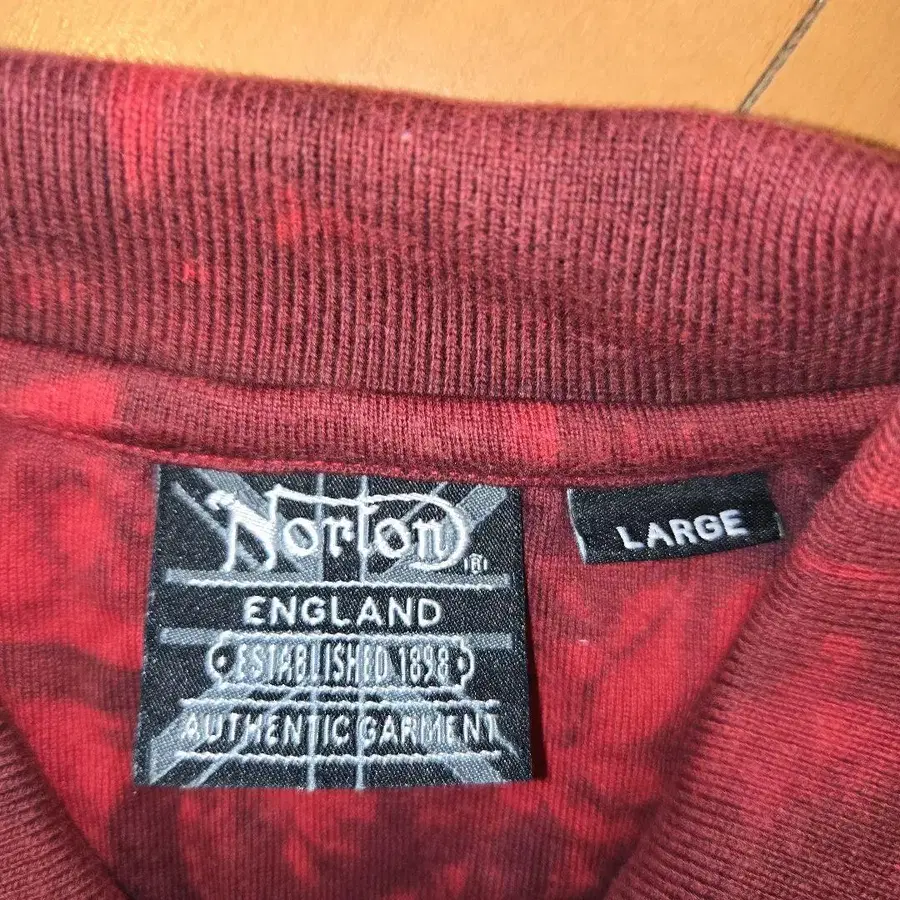 Norton
®
ENGLAND
ESTABLISHED 1898
AUTHENTIC GARMENT
LARGE